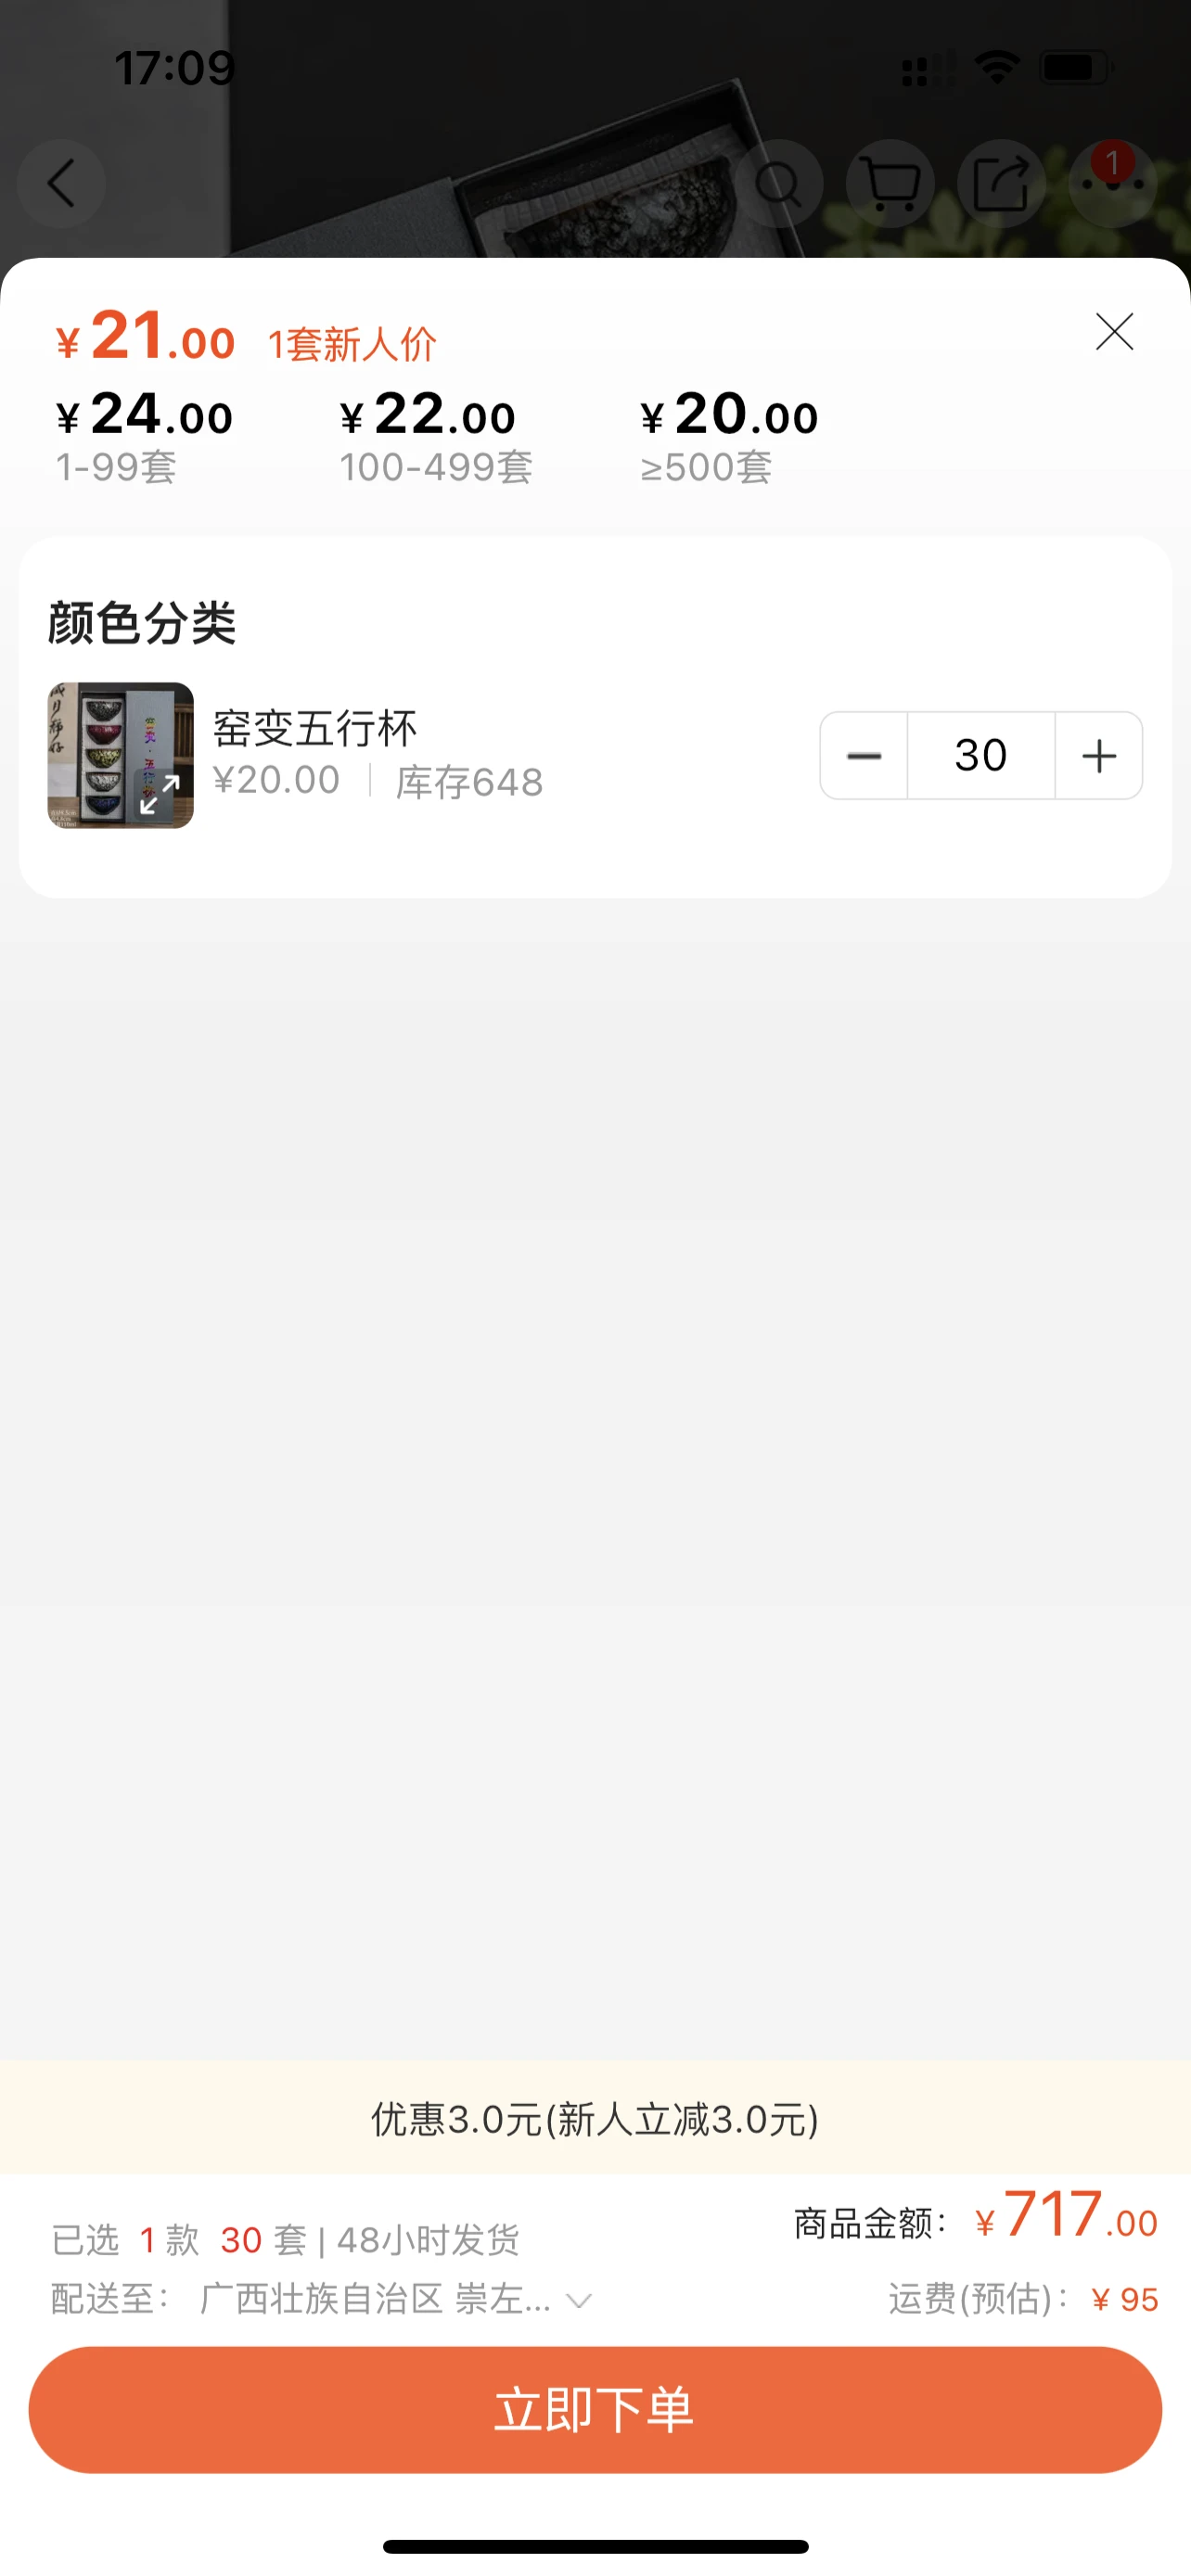 17:09
1
¥21.00 1套新人价
¥24.00 ¥22.00 ¥20.00
1-99套 100-499套 ≥500套
颜色分类
窑变五行杯
¥20.00 库存648
30
优惠3.0元(新人立减3.0元)
商品金额: ¥717.00
已选 1 款 30 套 | 48小时发货
配送至: 广西壮族自治区 崇左...
运费(预估): ¥95
立即下单